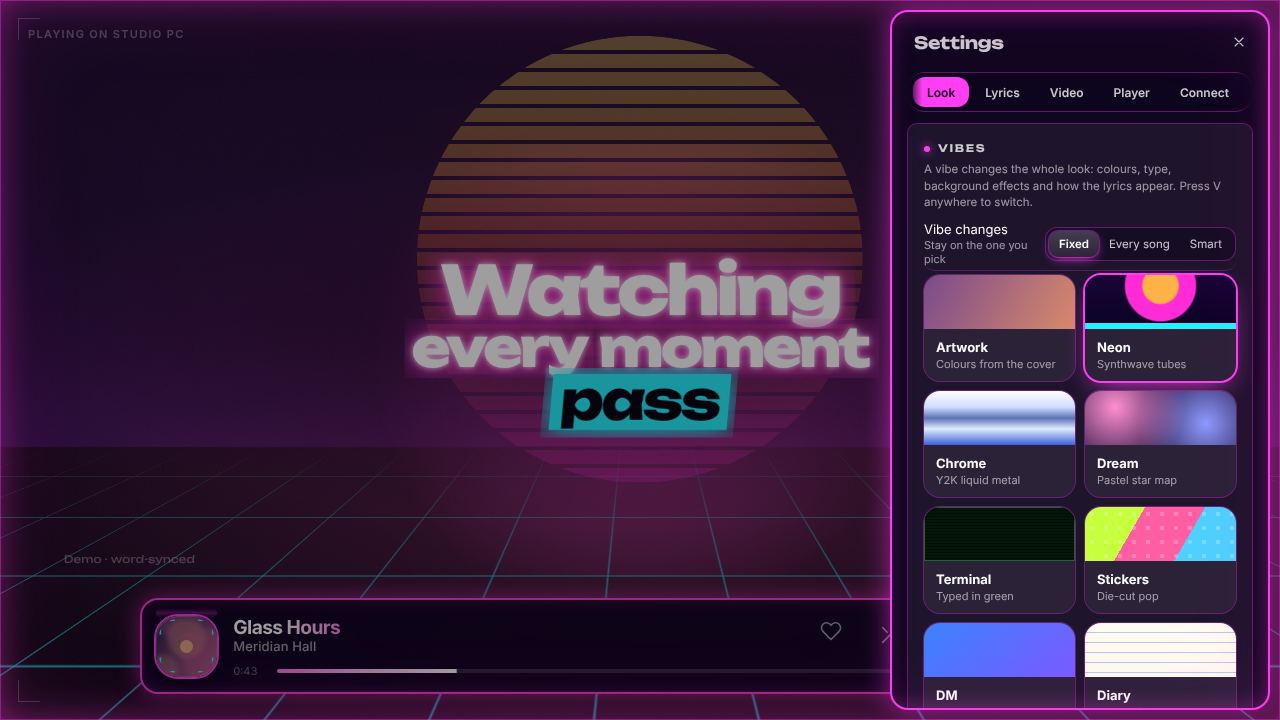 PLAYING ON STUDIO PC
Watching
every moment
pass
Demo · word-synced
Glass Hours
Meridian Hall
0:43
Settings
Look
Lyrics
Video
Player
Connect
VIBES
A vibe changes the whole look: colours, type,
background effects and how the lyrics appear. Press V
anywhere to switch.
Vibe changes
Stay on the one you
pick
Fixed
Every song
Smart
Artwork
Colours from the cover
Neon
Synthwave tubes
Chrome
Y2K liquid metal
Dream
Pastel star map
Terminal
Typed in green
Stickers
Die-cut pop
DM
Diary